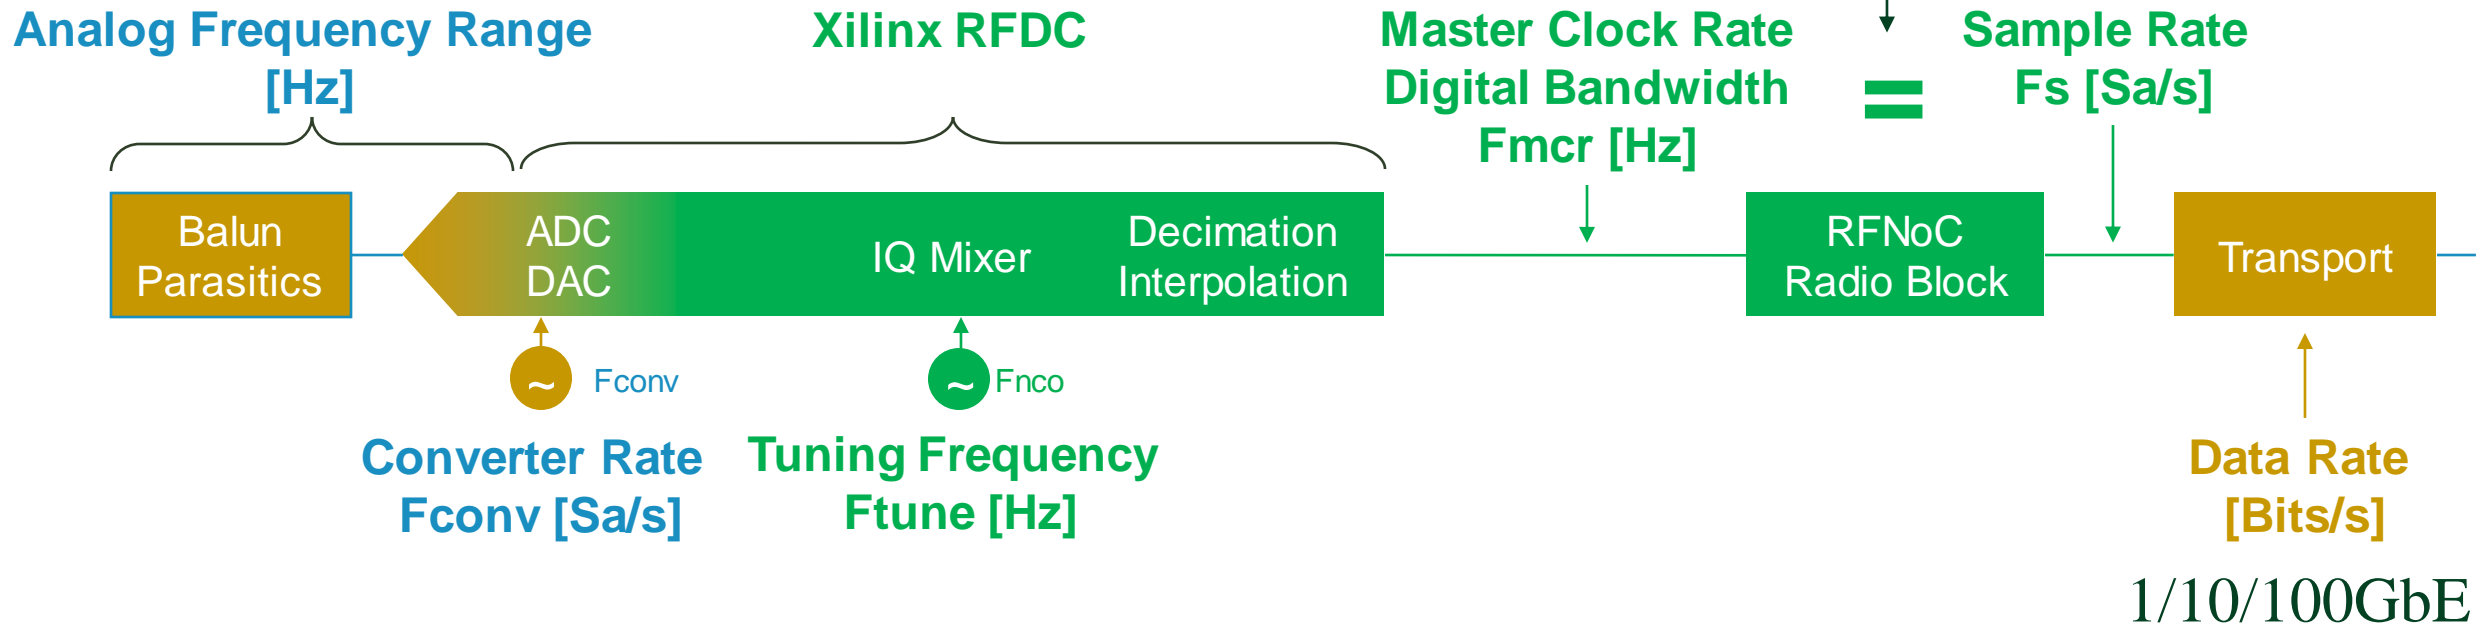 Analog Frequency Range
[Hz]
Xilinx RFDC
Master Clock Rate
Digital Bandwidth
Fmcr [Hz]
=
Sample Rate
Fs [Sa/s]
Balun
Parasitics
ADC
DAC
IQ Mixer
Decimation
Interpolation
RFNoC
Radio Block
Transport
~
Fconv
~
Fnco
Converter Rate
Fconv [Sa/s]
Tuning Frequency
Ftune [Hz]
Data Rate
[Bits/s]
1/10/100GbE